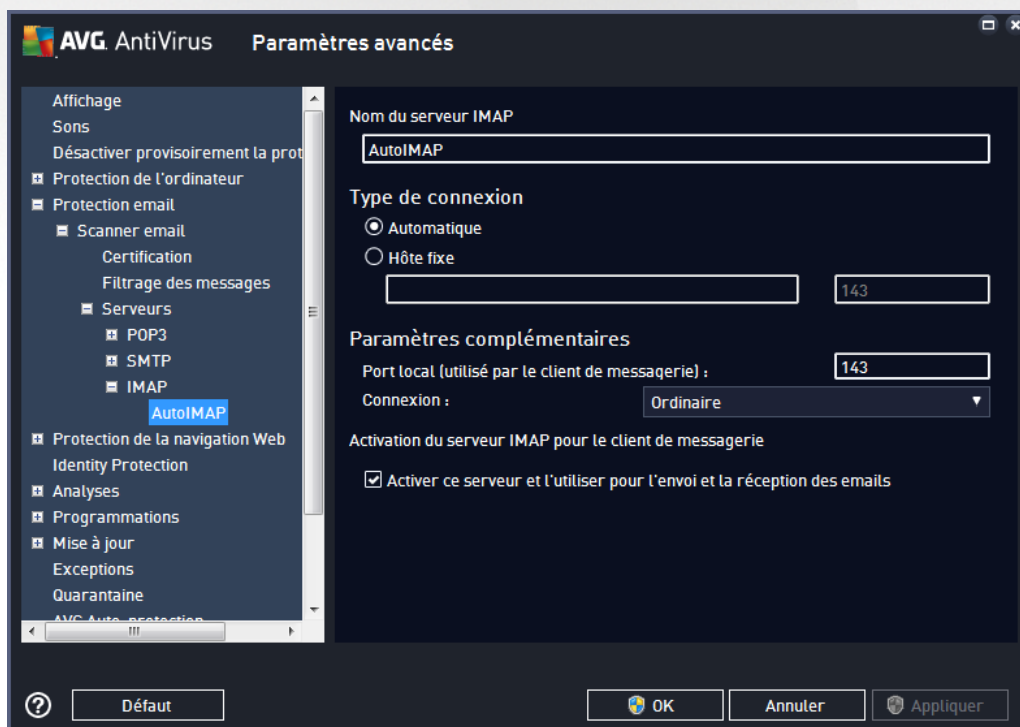 AVG. AntiVirus Paramètres avancés
Affichage
Sons
Désactiver provisoirement la prot
Protection de l'ordinateur
Protection email
Scanner email
Certification
Filtrage des messages
Serveurs
POP3
SMTP
IMAP
AutoIMAP
Protection de la navigation Web
Identity Protection
Analyses
Programmations
Mise à jour
Exceptions
Quarantaine
AVG Auto-protection
Nom du serveur IMAP
AutoIMAP
Type de connexion
Automatique
Hôte fixe
143
Paramètres complémentaires
Port local (utilisé par le client de messagerie) : 143
Connexion : Ordinaire
Activation du serveur IMAP pour le client de messagerie
Activer ce serveur et l'utiliser pour l'envoi et la réception des emails
Défaut OK Annuler Appliquer